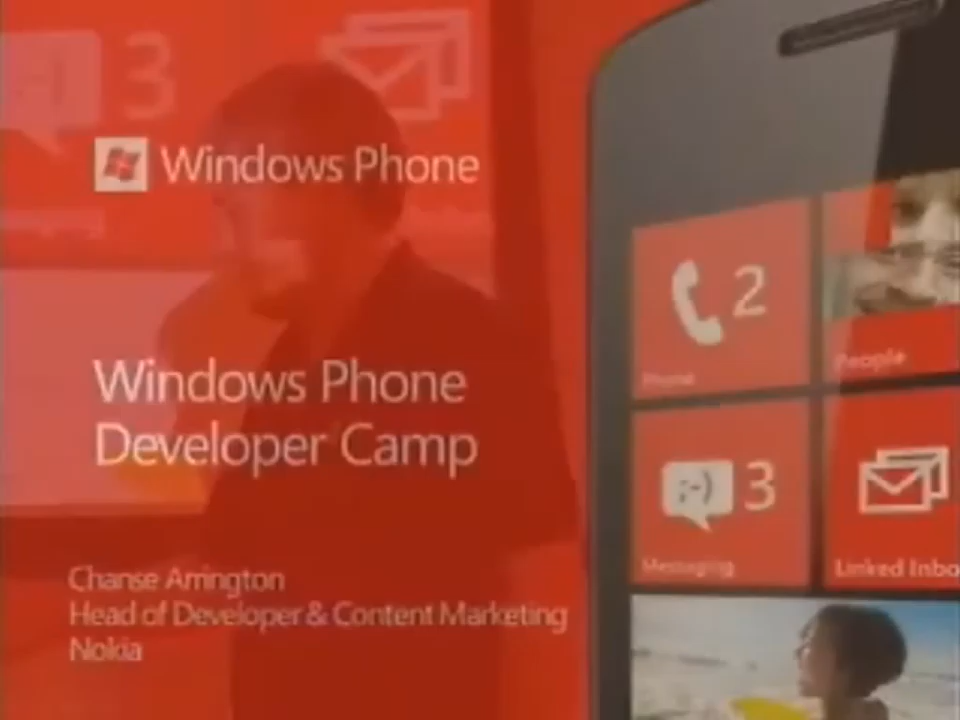 3
Windows Phone
Windows Phone
Developer Camp
Chanse Arrington
Head of Developer & Content Marketing
Nokia
2
Phone
People
:-) 3
Messaging
Linked Inbo